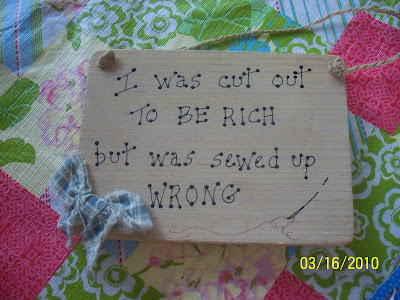 I was cut out
TO BE RICH
but was sewed up
WRONG
03/16/2010